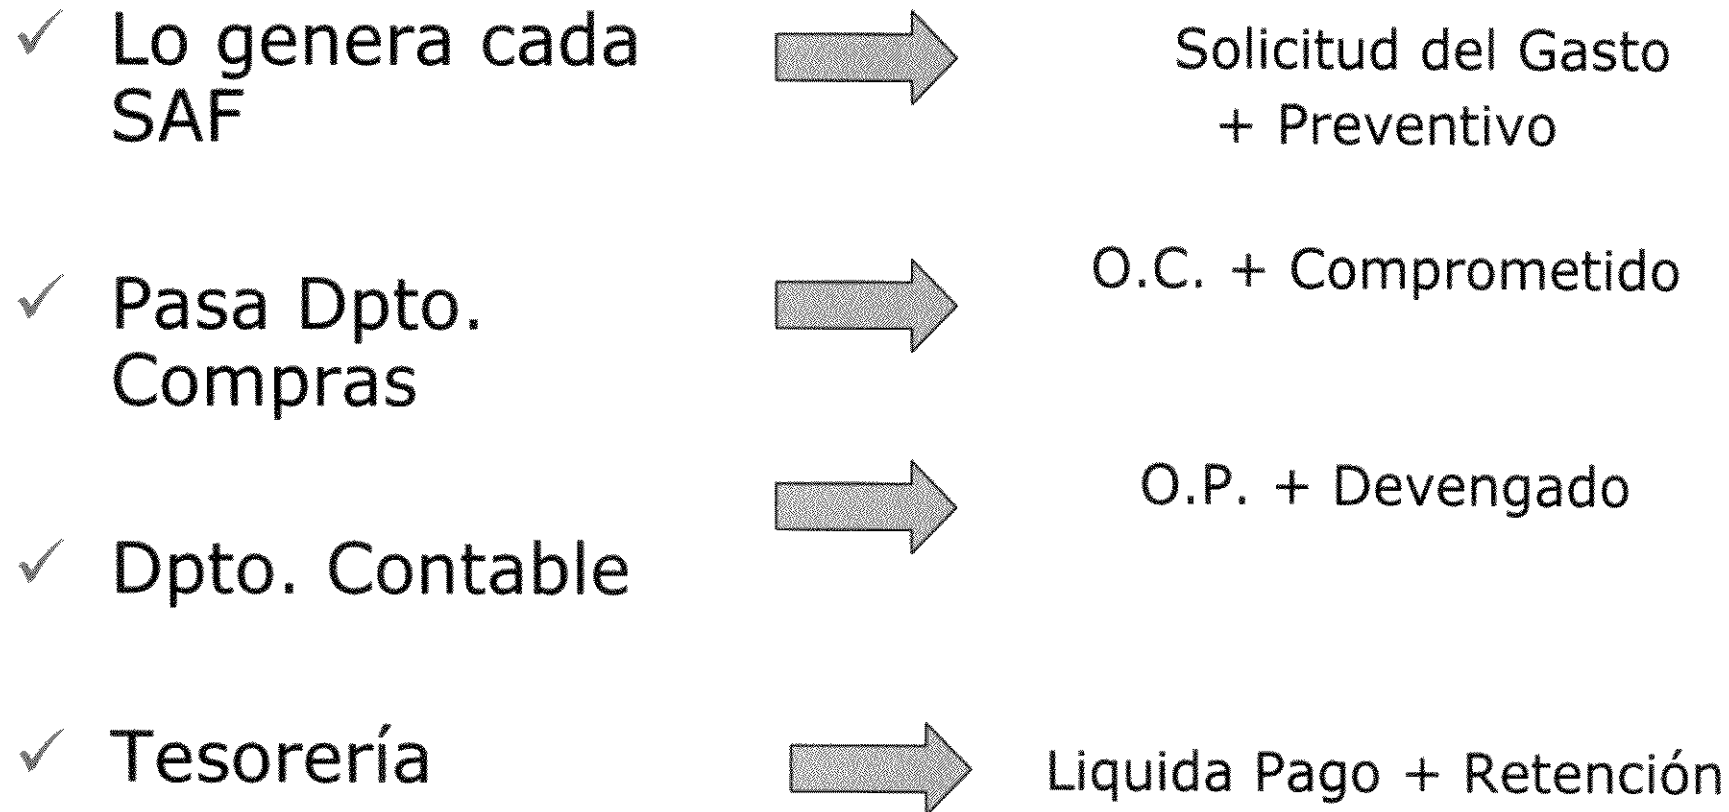 Lo genera cada
SAF
Solicitud del Gasto
+ Preventivo
Pasa Dpto.
Compras
O.C. + Comprometido
Dpto. Contable
O.P. + Devengado
Tesorería
Liquida Pago + Retención